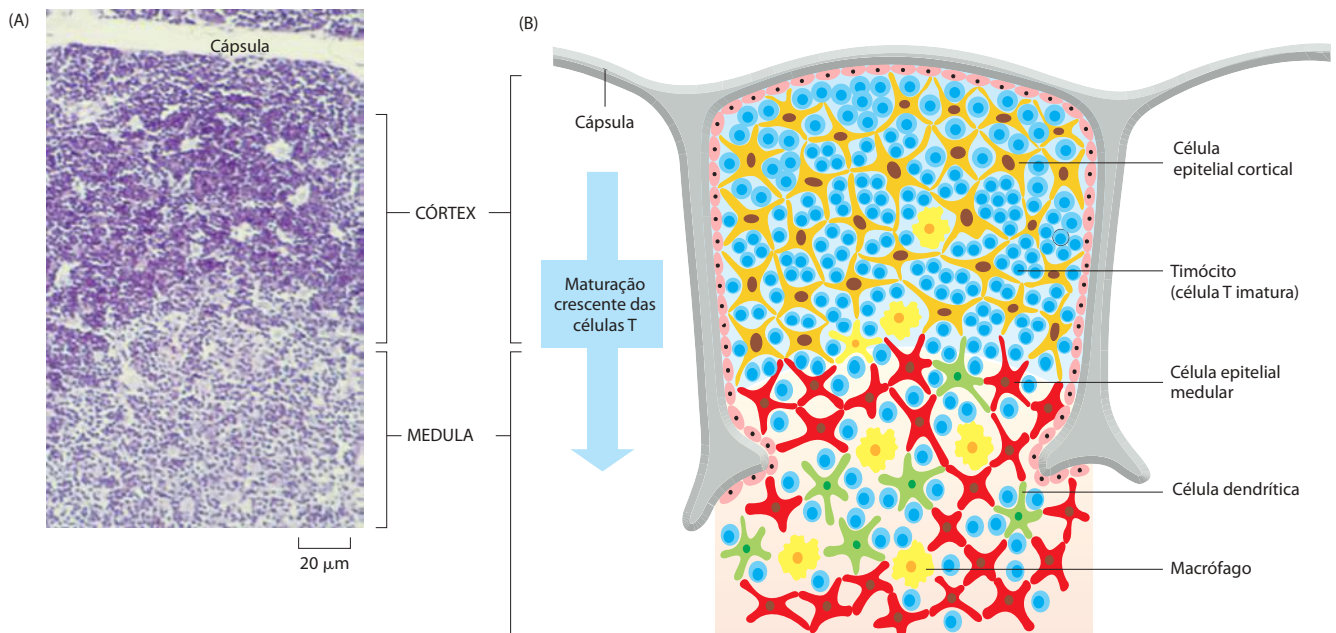 (A)
Cápsula
CÓRTEX
MEDULA
20 μm
(B)
Cápsula
Maturação
crescente das
células T
Célula
epitelial cortical
Timócito
(célula T imatura)
Célula epitelial
medular
Célula dendrítica
Macrófago